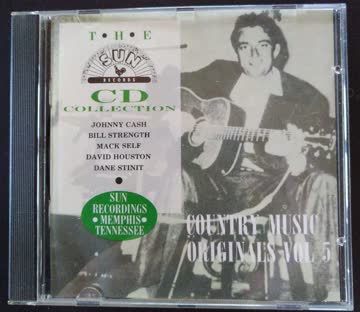 THE
SUN
RECORDS
CD
COLLECTION
JOHNNY CASH
BILL STRENGTH
MACK SELF
DAVID HOUSTON
DANE STINIT
SUN
RECORDINGS
•MEMPHIS•
TENNESSEE
COUNTRY MUSIC
ORIGINALS-VOL 5